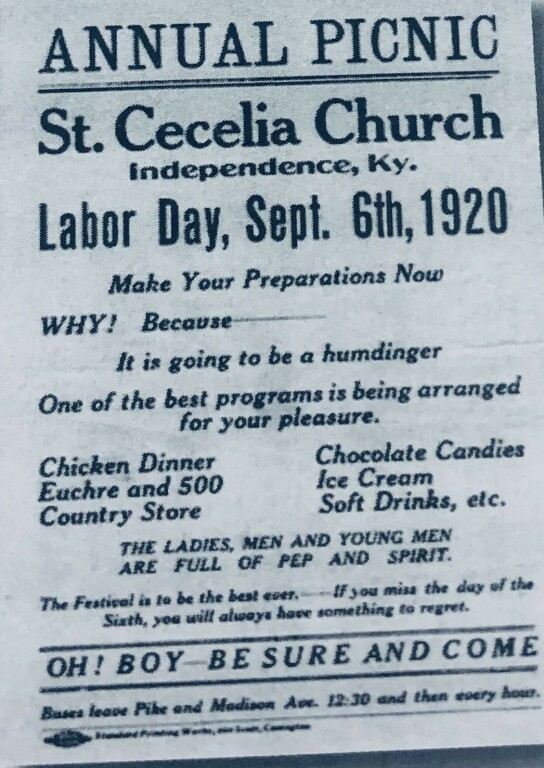 ANNUAL PICNIC
St. Cecelia Church
Independence, Ky.
Labor Day, Sept. 6th, 1920
Make Your Preparations Now
WHY! Because
It is going to be a humdinger
One of the best programs is being arranged
for your pleasure.
Chicken Dinner
Euchre and 500
Country Store
Chocolate Candies
Ice Cream
Soft Drinks, etc.
THE LADIES, MEN AND YOUNG MEN
ARE FULL OF PEP AND SPIRIT.
The Festival is to be the best ever. — If you miss the day of the
Sixth, you will always have something to regret.
OH! BOY—BE SURE AND COME
Buses leave Pike and Madison Ave. 12:30 and then every hour.
Standard Printing Works, Covington